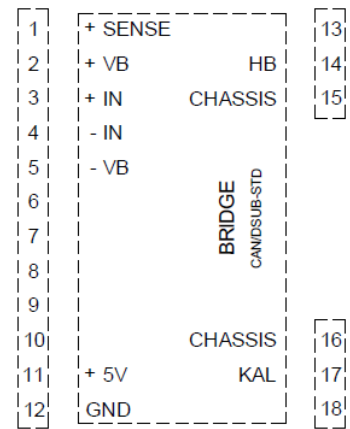 1 + SENSE 13
2 + VB HB 14
3 + IN CHASSIS 15
4 - IN
5 - VB
6
7
8
9
BRIDGE
CAN/DSUB-STD
10 CHASSIS 16
11 + 5V KAL 17
12 GND 18